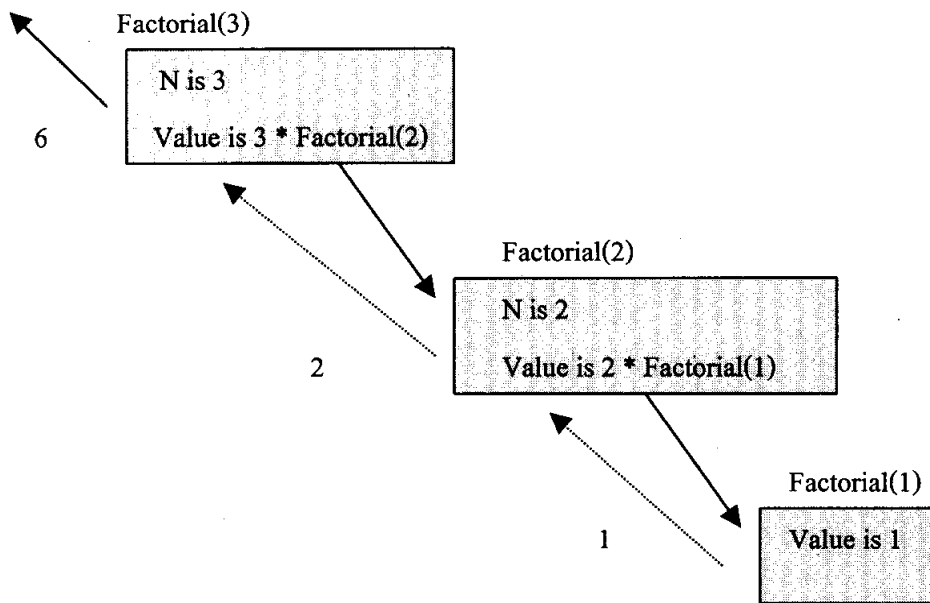 Factorial(3)
N is 3
Value is 3 * Factorial(2)
6
Factorial(2)
N is 2
Value is 2 * Factorial(1)
2
Factorial(1)
Value is 1
1